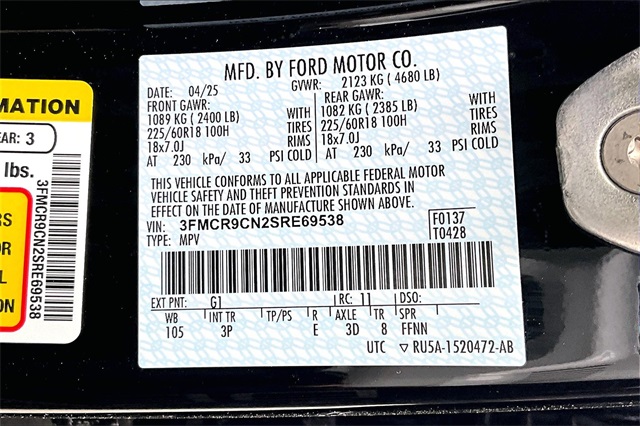 MFD. BY FORD MOTOR CO.
DATE: 04/25 GVWR: 2123 KG ( 4680 LB)
FRONT GAWR: REAR GAWR:
1089 KG ( 2400 LB) WITH 1082 KG ( 2385 LB) WITH
225/60R18 100H TIRES 225/60R18 100H TIRES
18x7.0J RIMS 18x7.0J RIMS
AT 230 kPa/ 33 PSI COLD AT 230 kPa/ 33 PSI COLD
THIS VEHICLE CONFORMS TO ALL APPLICABLE FEDERAL MOTOR
VEHICLE SAFETY AND THEFT PREVENTION STANDARDS IN
EFFECT ON THE DATE OF MANUFACTURE SHOWN ABOVE.
VIN: 3FMCR9CN2SRE69538 F0137
TYPE: MPV T0428
EXT PNT: G1 RC: 11 DSO:
WB INT TR TP/PS R AXLE TR SPR
105 3P E 3D 8 FFNN
UTC ▽ RU5A-1520472-AB
RMATION
EAR: 3
lbs.
RS
OR
L
ON
3FMCR9CN2SRE69538